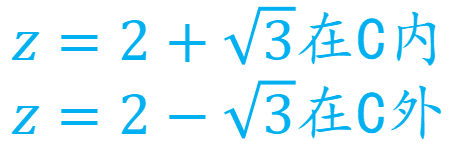 z = 2 + √3在C内
z = 2 − √3在C外